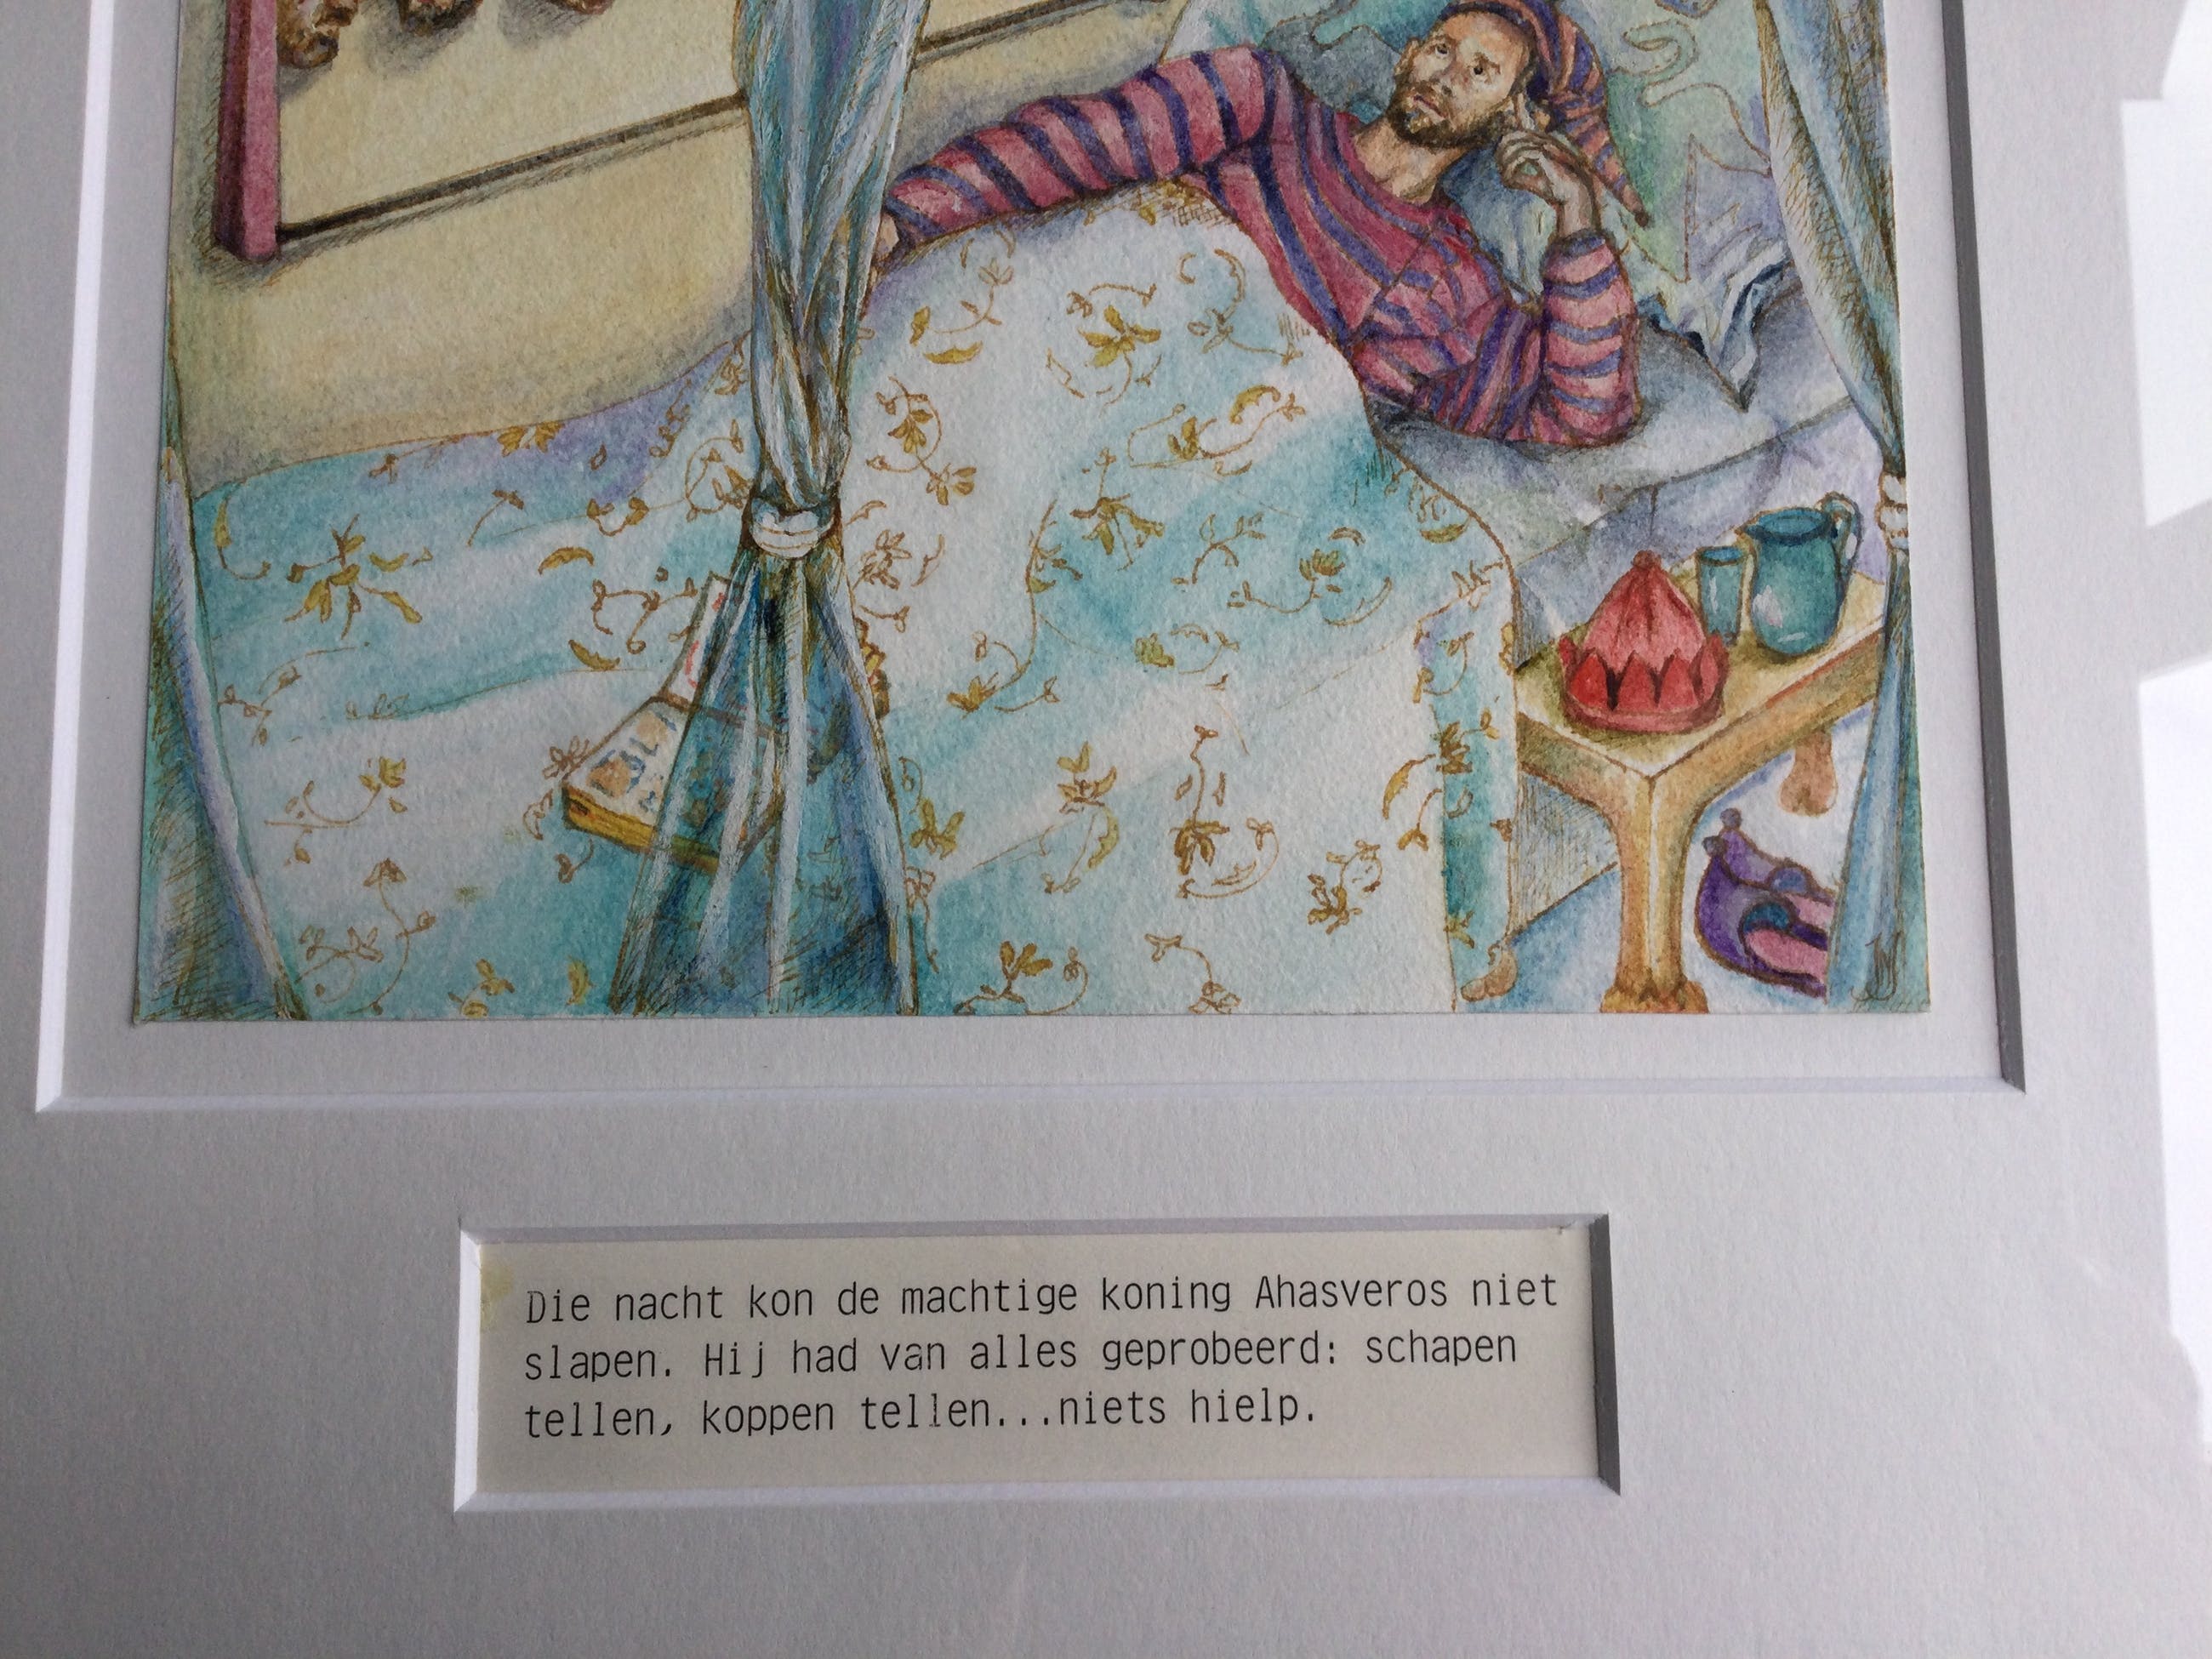 Die nacht kon de machtige koning Ahasveros niet
slapen. Hij had van alles geprobeerd: schapen
tellen, koppen tellen...niets hielp.